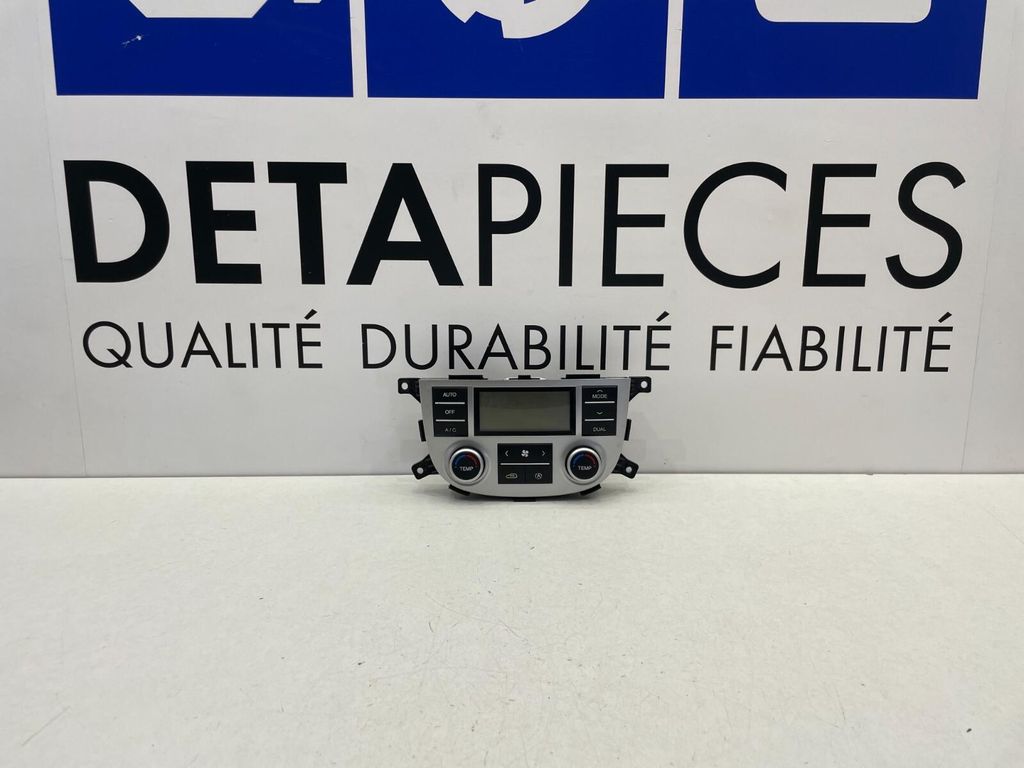 DETAPIECES
QUALITÉ DURABILITÉ FIABILITÉ
AUTO
MODE
OFF
A/C
DUAL
TEMP
TEMP